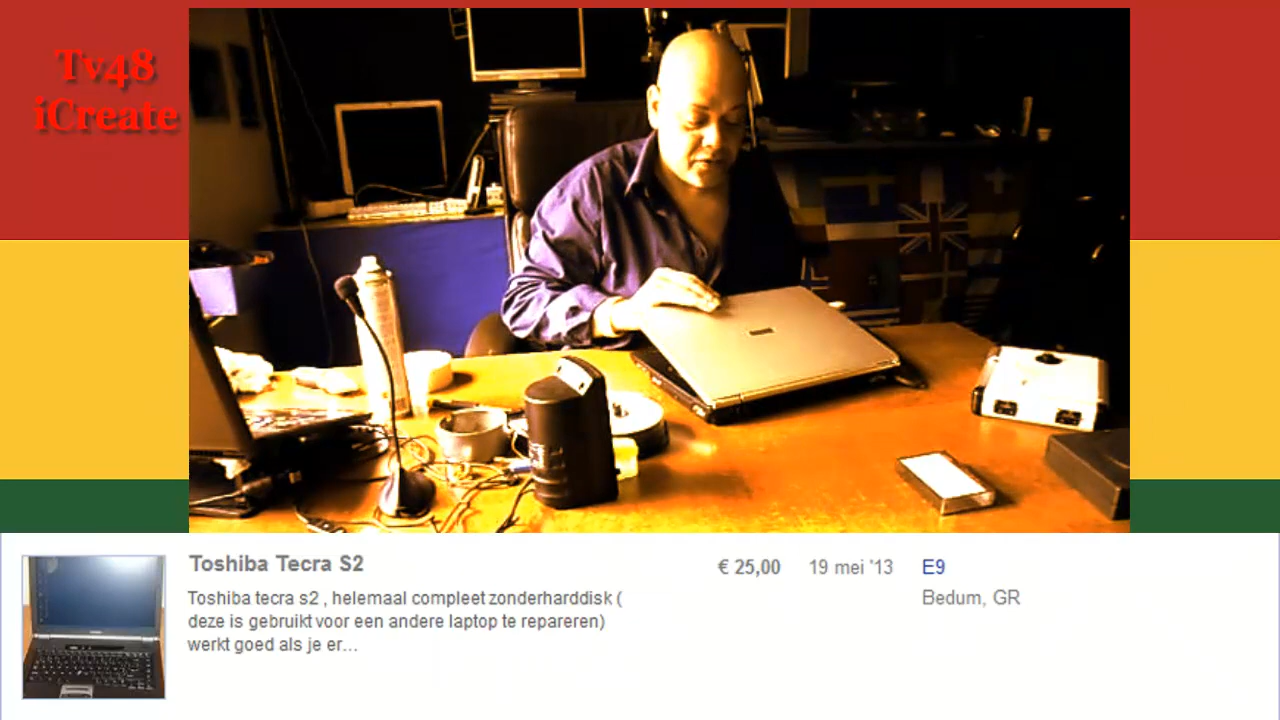 Tv48
iCreate
Toshiba Tecra S2
€ 25,00
19 mei '13
E9
Toshiba tecra s2 , helemaal compleet zonderharddisk (
Bedum, GR
deze is gebruikt voor een andere laptop te repareren)
werkt goed als je er...